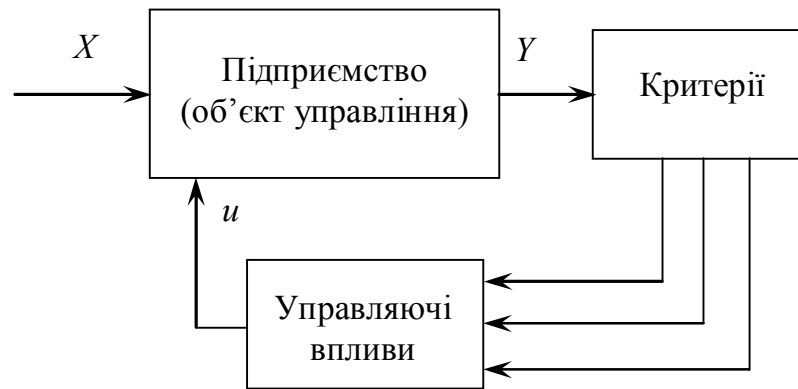 X
Підприємство
(об’єкт управління)
Y
Критерії
u
Управляючі
впливи